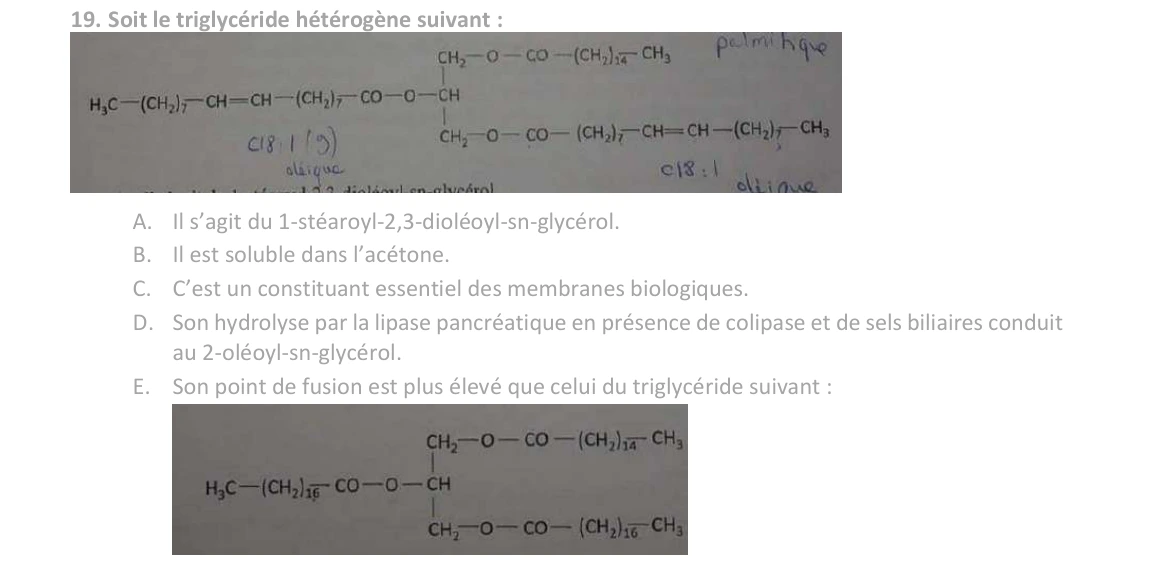 19. Soit le triglycéride hétérogène suivant :
CH₂—O—CO—(CH₂)₁₄—CH₃ palmitique
H₃C—(CH₂)₇—CH=CH—(CH₂)₇—CO—O—CH
CH₂—O—CO—(CH₂)₇—CH=CH—(CH₂)₇—CH₃
C18:1 (9)
oléique
C18:1
oléique
A. Il s’agit du 1-stéaroyl-2,3-dioléoyl-sn-glycérol.
B. Il est soluble dans l’acétone.
C. C’est un constituant essentiel des membranes biologiques.
D. Son hydrolyse par la lipase pancréatique en présence de colipase et de sels biliaires conduit
au 2-oléoyl-sn-glycérol.
E. Son point de fusion est plus élevé que celui du triglycéride suivant :
CH₂—O—CO—(CH₂)₁₄—CH₃
H₃C—(CH₂)₁₆—CO—O—CH
CH₂—O—CO—(CH₂)₁₆—CH₃